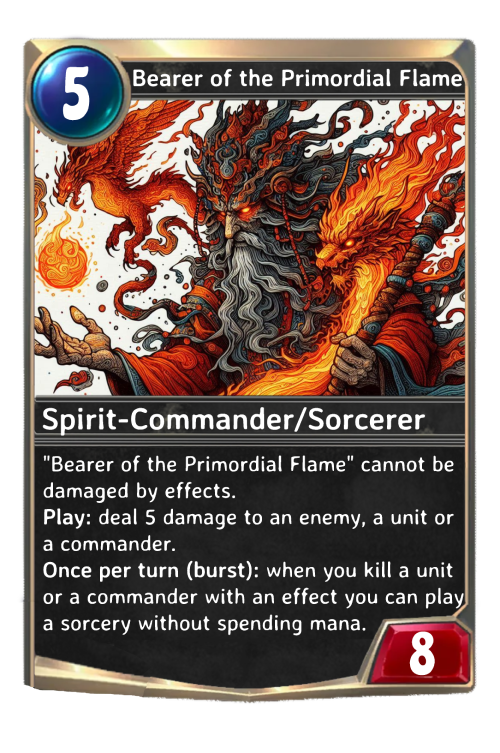 5
Bearer of the Primordial Flame
Spirit-Commander/Sorcerer
"Bearer of the Primordial Flame" cannot be
damaged by effects.
Play: deal 5 damage to an enemy, a unit or
a commander.
Once per turn (burst): when you kill a unit
or a commander with an effect you can play
a sorcery without spending mana.
8